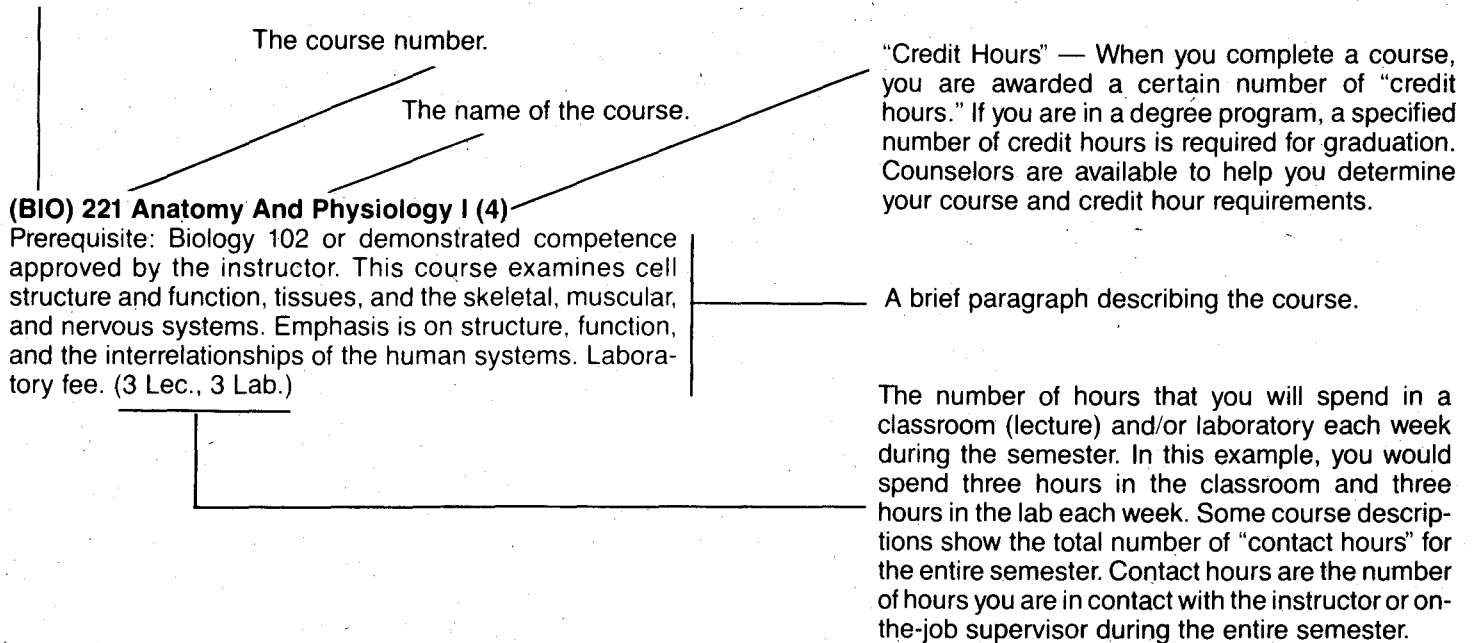 The course number.
The name of the course.
(BIO) 221 Anatomy And Physiology I (4)
Prerequisite: Biology 102 or demonstrated competence
approved by the instructor. This course examines cell
structure and function, tissues, and the skeletal, muscular,
and nervous systems. Emphasis is on structure, function,
and the interrelationships of the human systems. Labora-
tory fee. (3 Lec., 3 Lab.)
“Credit Hours” — When you complete a course,
you are awarded a certain number of “credit
hours.” If you are in a degree program, a specified
number of credit hours is required for graduation.
Counselors are available to help you determine
your course and credit hour requirements.
A brief paragraph describing the course.
The number of hours that you will spend in a
classroom (lecture) and/or laboratory each week
during the semester. In this example, you would
spend three hours in the classroom and three
hours in the lab each week. Some course descrip-
tions show the total number of “contact hours” for
the entire semester. Contact hours are the number
of hours you are in contact with the instructor or on-
the-job supervisor during the entire semester.